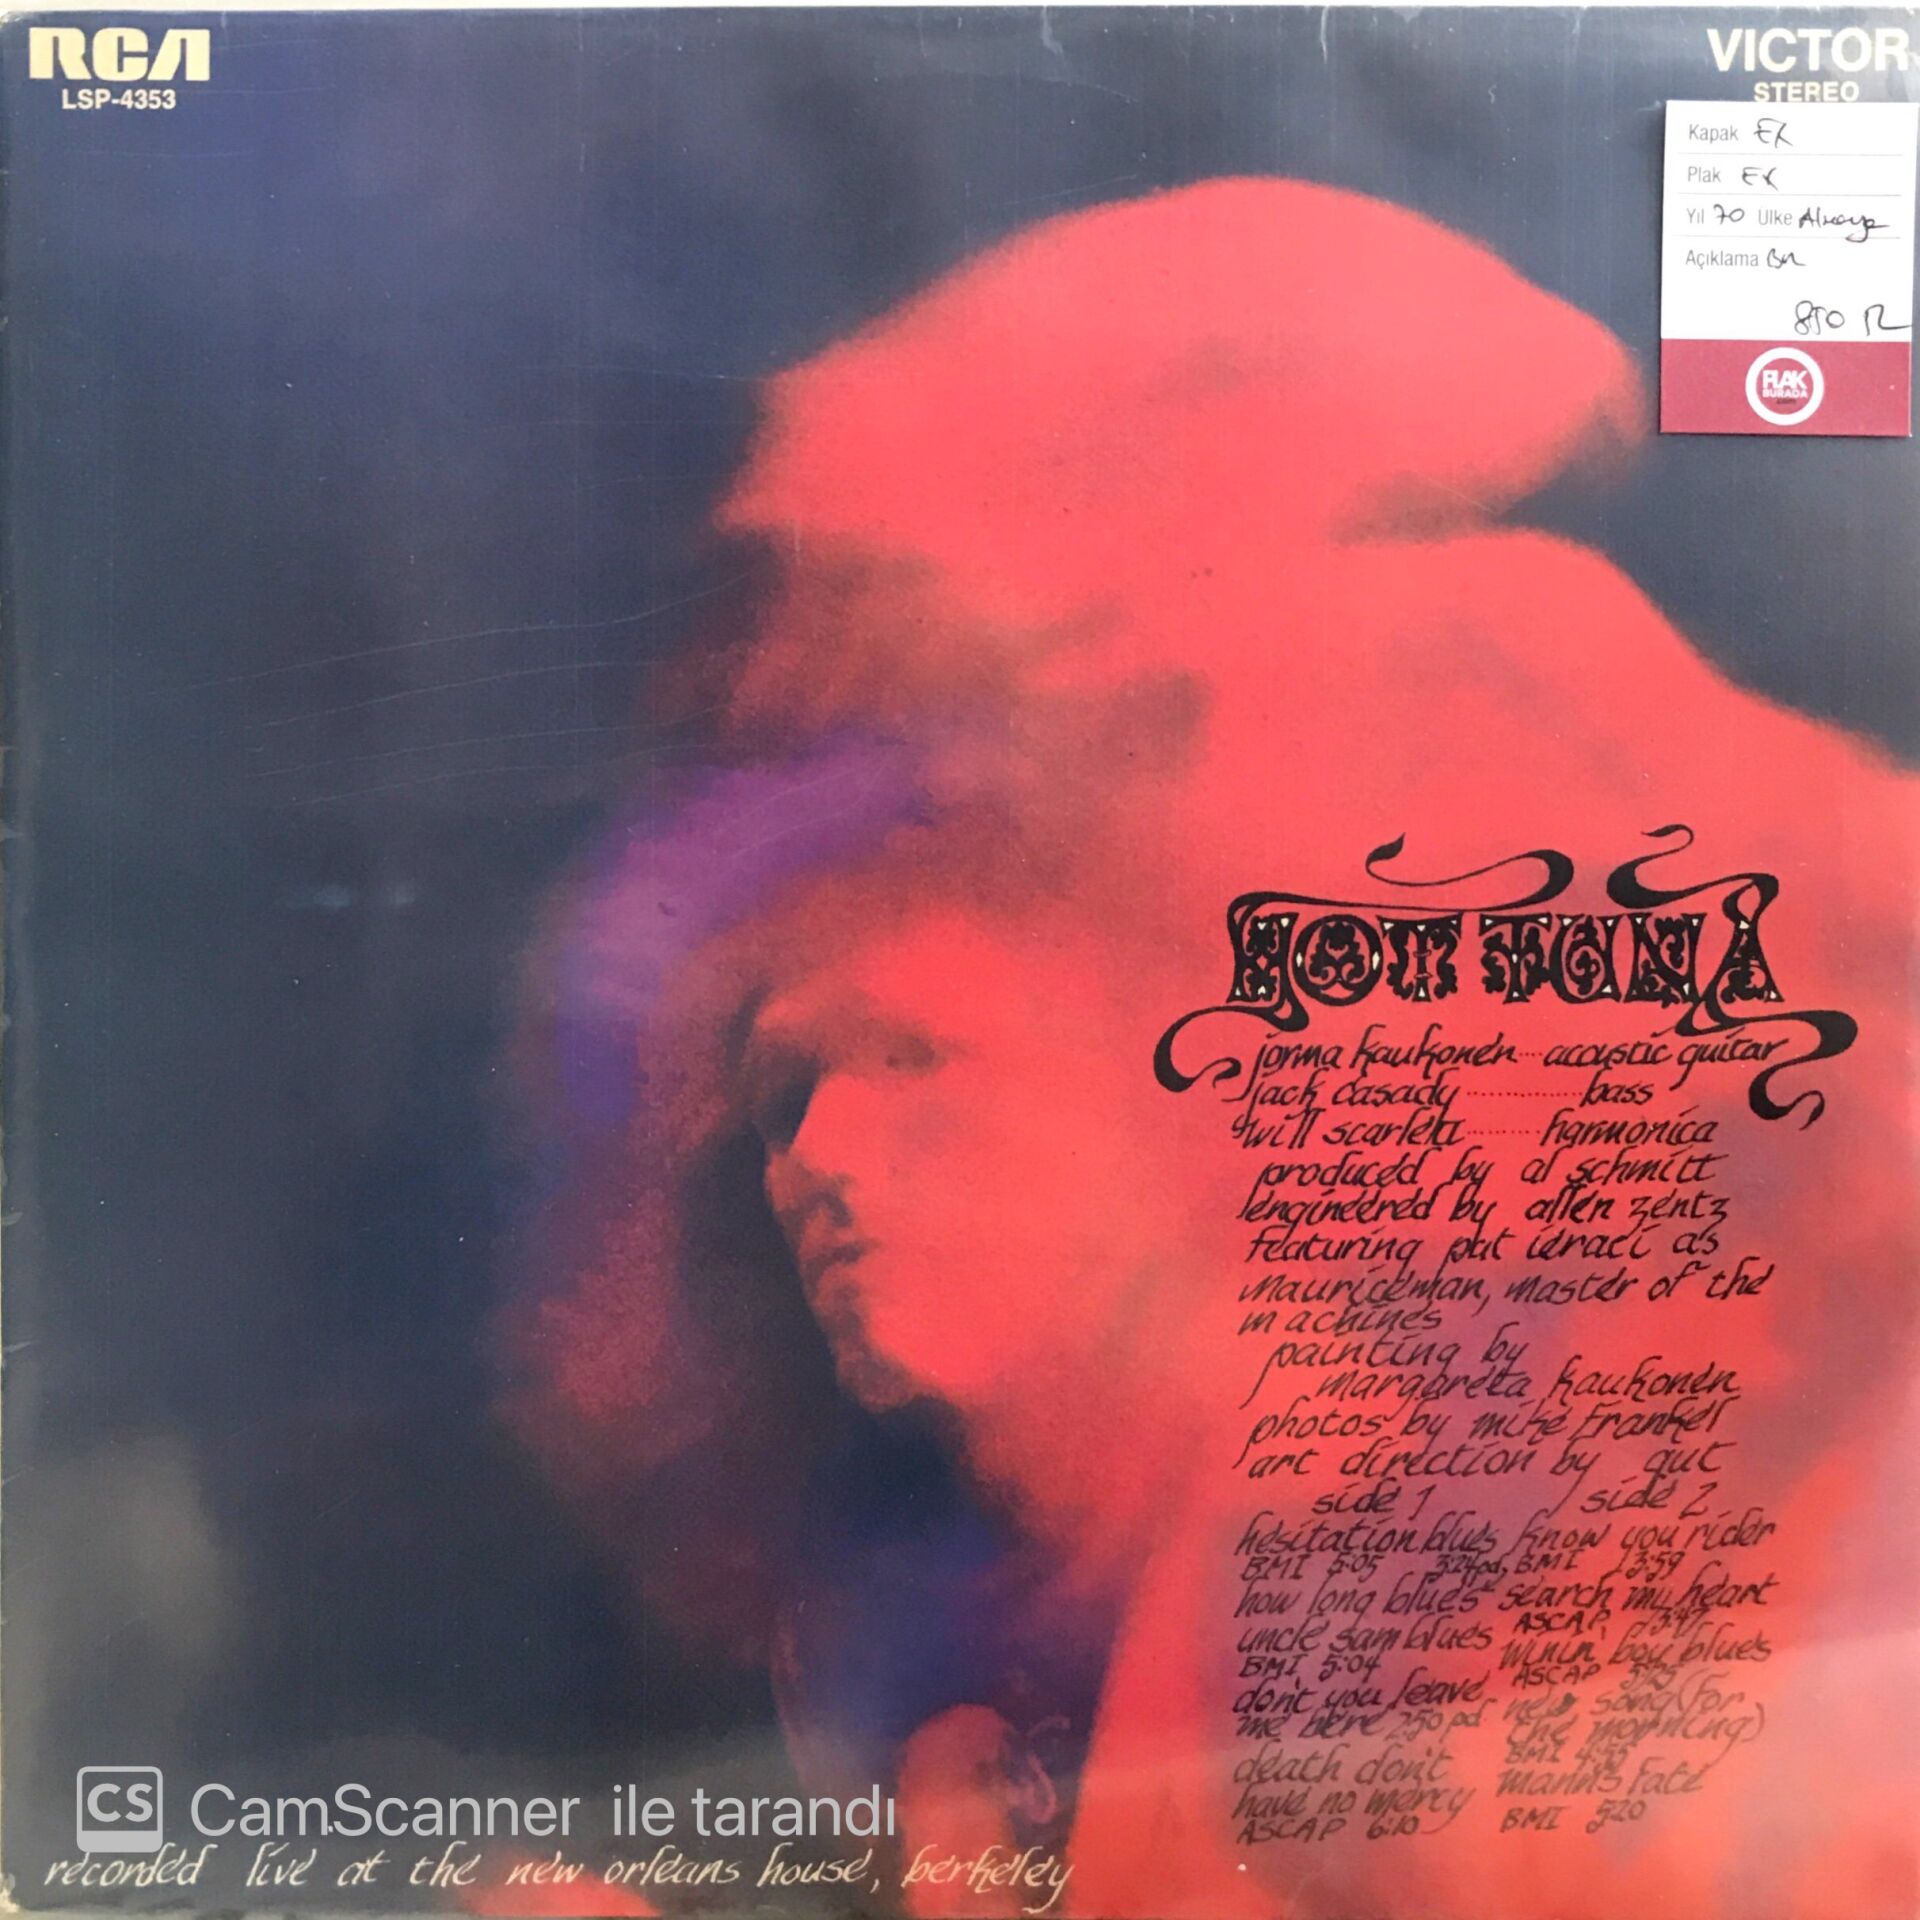 RCA
LSP-4353
VICTOR
STEREO
Kapak EX
Plak EX
Yıl 70 Ülke Almanya
Açıklama
850 TL
PLAK
BURADA
.com
HOT TUNA
jorma kaukonen ... acoustic guitar
jack casady .............. bass
will scarlett ........ harmonica
produced by al schmitt
engineered by allen zentz
featuring pat ieraci as
mauriceman, master of the
machines
painting by
margareta kaukonen
photos by mike frankel
art direction by gut
side 1 side 2
hesitation blues know you rider
BMI 5:05 3:24 pd, BMI 3:59
how long blues search my heart
ASCAP, 3:47
uncle sam blues winin' boy blues
BMI 5:04 ASCAP 5:25
don't you leave new song (for
me here 2:50 pd the morning)
BMI 4:55
death don't mann's fate
have no mercy
ASCAP 6:10 BMI 5:20
CS CamScanner ile tarandı
recorded live at the new orleans house, berkeley